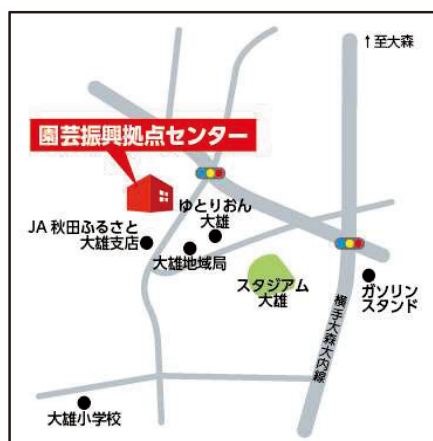 ↑至大森
園芸振興拠点センター
ゆとりおん
大雄
JA秋田ふるさと
大雄支店
大雄地域局
スタジアム
大雄
ガソリン
スタンド
横手大森大内線
大雄小学校